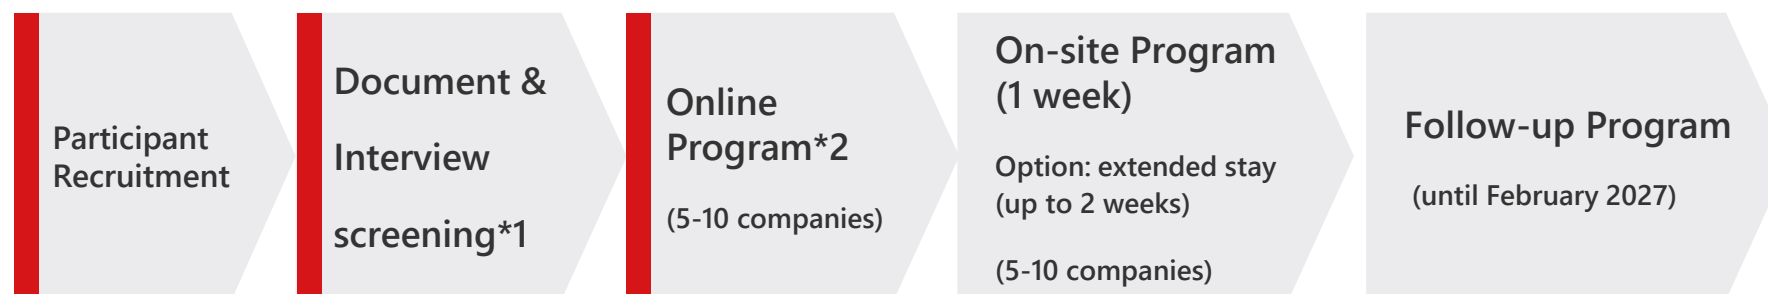 Participant
Recruitment
Document &
Interview
screening*1
Online
Program*2
(5-10 companies)
On-site Program
(1 week)
Option: extended stay
(up to 2 weeks)
(5-10 companies)
Follow-up Program
(until February 2027)